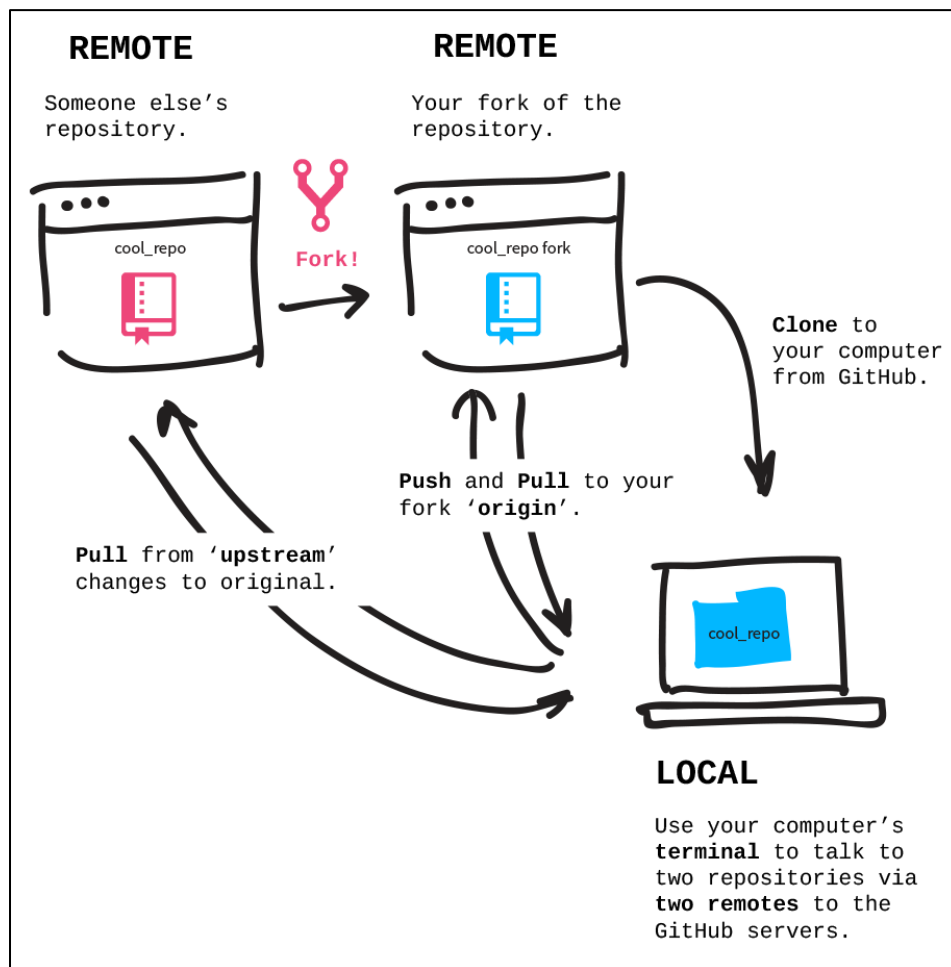 REMOTE
Someone else’s
repository.
REMOTE
Your fork of the
repository.
cool_repo
Fork!
cool_repo fork
Clone to
your computer
from GitHub.
Push and Pull to your
fork ‘origin’.
Pull from ‘upstream’
changes to original.
cool_repo
LOCAL
Use your computer’s
terminal to talk to
two repositories via
two remotes to the
GitHub servers.